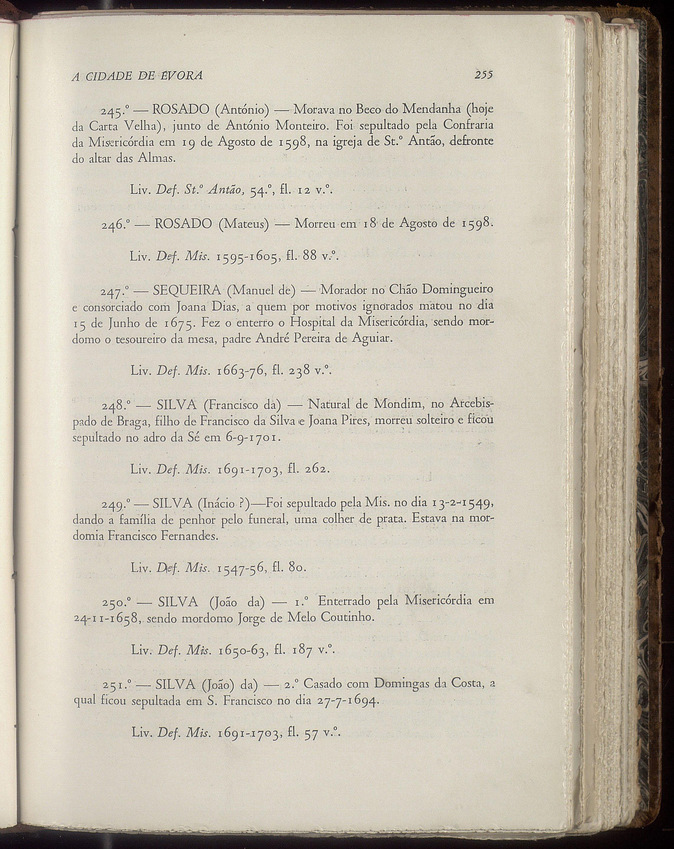 A CIDADE DE ÉVORA 255
245.º — ROSADO (António) — Morava no Beco do Mendanha (hoje
da Carta Velha), junto de António Monteiro. Foi sepultado pela Confraria
da Misericórdia em 19 de Agosto de 1598, na igreja de St.º Antão, defronte
do altar das Almas.
Liv. Def. St.º Antão, 54.º, fl. 12 v.º.
246.º — ROSADO (Mateus) — Morreu em 18 de Agosto de 1598.
Liv. Def. Mis. 1595-1605, fl. 88 v.º.
247.º — SEQUEIRA (Manuel de) — Morador no Chão Domingueiro
e consorciado com Joana Dias, a quem por motivos ignorados matou no dia
15 de Junho de 1675. Fez o enterro o Hospital da Misericórdia, sendo mor-
domo o tesoureiro da mesa, padre André Pereira de Aguiar.
Liv. Def. Mis. 1663-76, fl. 238 v.º.
248.º — SILVA (Francisco da) — Natural de Mondim, no Arcebis-
pado de Braga, filho de Francisco da Silva e Joana Pires, morreu solteiro e ficou
sepultado no adro da Sé em 6-9-1701.
Liv. Def. Mis. 1691-1703, fl. 262.
249.º — SILVA (Inácio ?)—Foi sepultado pela Mis. no dia 13-2-1549,
dando a família de penhor pelo funeral, uma colher de prata. Estava na mor-
domia Francisco Fernandes.
Liv. Def. Mis. 1547-56, fl. 80.
250.º — SILVA (João da) — 1.º Enterrado pela Misericórdia em
24-11-1658, sendo mordomo Jorge de Melo Coutinho.
Liv. Def. Mis. 1650-63, fl. 187 v.º.
251.º — SILVA (João) da) — 2.º Casado com Domingas da Costa, a
qual ficou sepultada em S. Francisco no dia 27-7-1694.
Liv. Def. Mis. 1691-1703, fl. 57 v.º.